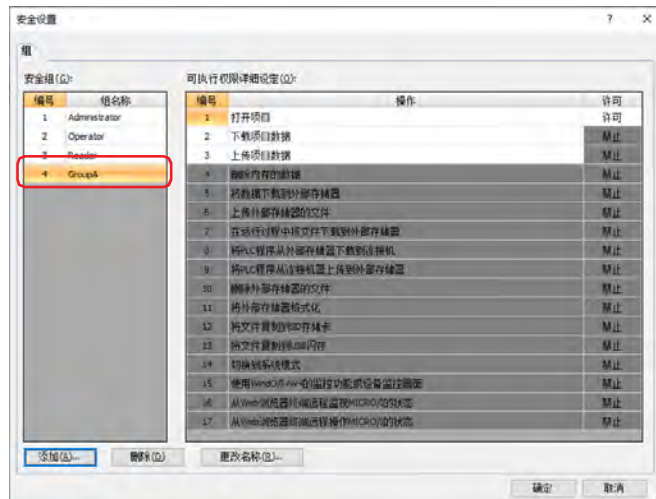 安全设置 ? X
组
安全组(G): 可执行权限详细设定(O):
编号 组名称
1 Administrator
2 Operator
3 Reader
4 GroupA
编号 操作 许可
1 打开项目 许可
2 下载项目数据 禁止
3 上传项目数据 禁止
4 删除内存的数据 禁止
5 将数据下载到外部存储器 禁止
6 上传外部存储器的文件 禁止
7 在运行过程中将文件下载到外部存储器 禁止
8 将PLC程序从外部存储器下载到连接机 禁止
9 将PLC程序从连接机器上传到外部存储器 禁止
10 删除外部存储器的文件 禁止
11 将外部存储器格式化 禁止
12 将文件复制到SD存储卡 禁止
13 将文件复制到USB闪存 禁止
14 切换到系统模式 禁止
15 使用WindO/I-NV4的监控功能或设备监控画面 禁止
16 从Web浏览器终端远程监视MICRO/I的状态 禁止
17 从Web浏览器终端远程操作MICRO/I的状态 禁止
添加(A)... 删除(D) 更改名称(R)...
确定 取消